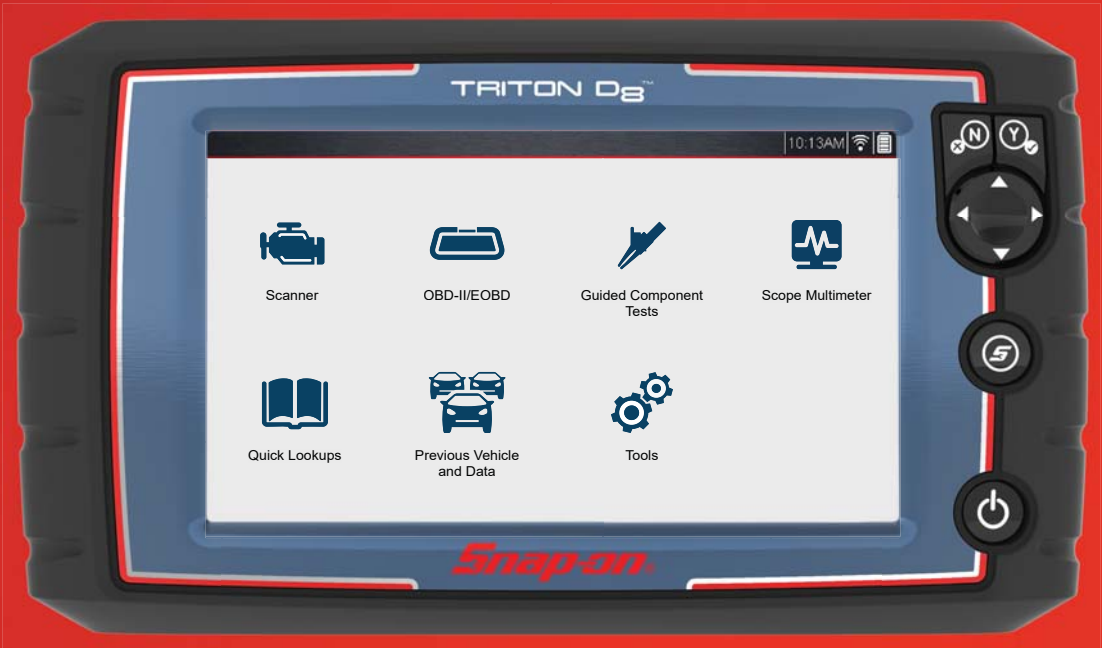 TRITON D8™
10:13AM
N Y
Scanner
OBD-II/EOBD
Guided Component
Tests
Scope Multimeter
S
Quick Lookups
Previous Vehicle
and Data
Tools
Snap-on®